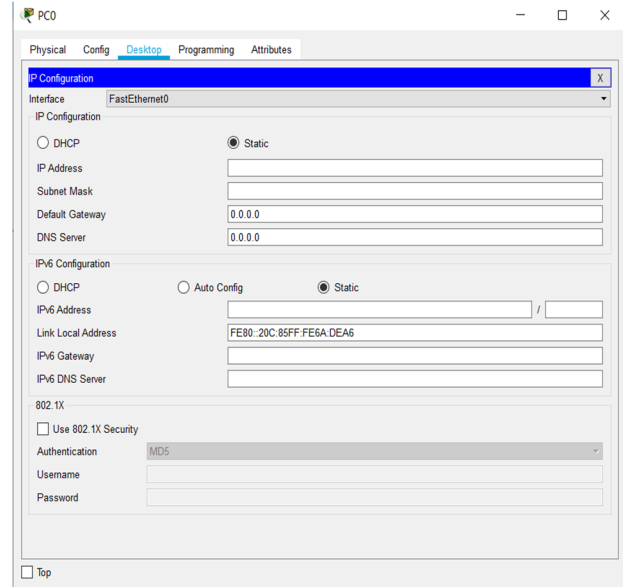 PC0
Physical Config Desktop Programming Attributes
IP Configuration X
Interface FastEthernet0
IP Configuration
DHCP Static
IP Address
Subnet Mask
Default Gateway 0.0.0.0
DNS Server 0.0.0.0
IPv6 Configuration
DHCP Auto Config Static
IPv6 Address /
Link Local Address FE80::20C:85FF:FE6A:DEA6
IPv6 Gateway
IPv6 DNS Server
802.1X
Use 802.1X Security
Authentication MD5
Username
Password
Top